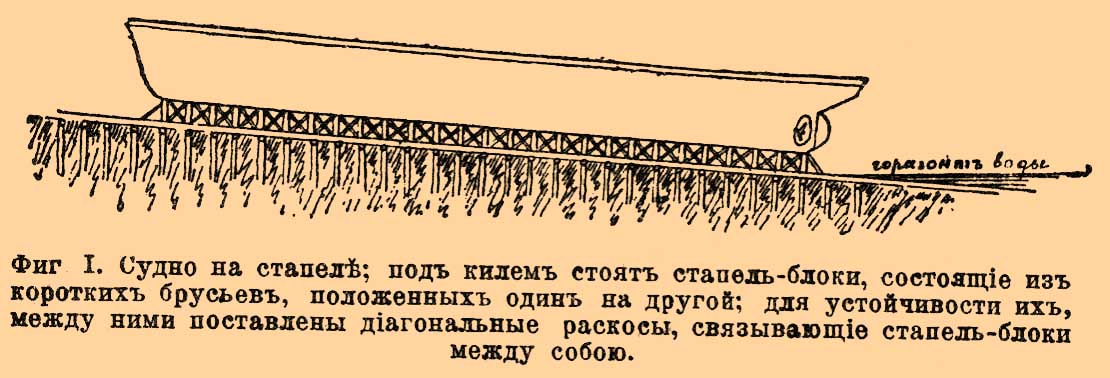 горизонтъ воды
Фиг I. Судно на стапелѣ; подъ килемъ стоятъ стапель-блоки, состоящіе изъ
короткихъ брусьевъ, положенныхъ одинъ на другой; для устойчивости ихъ,
между ними поставлены діагональные раскосы, связывающіе стапель-блоки
между собою.